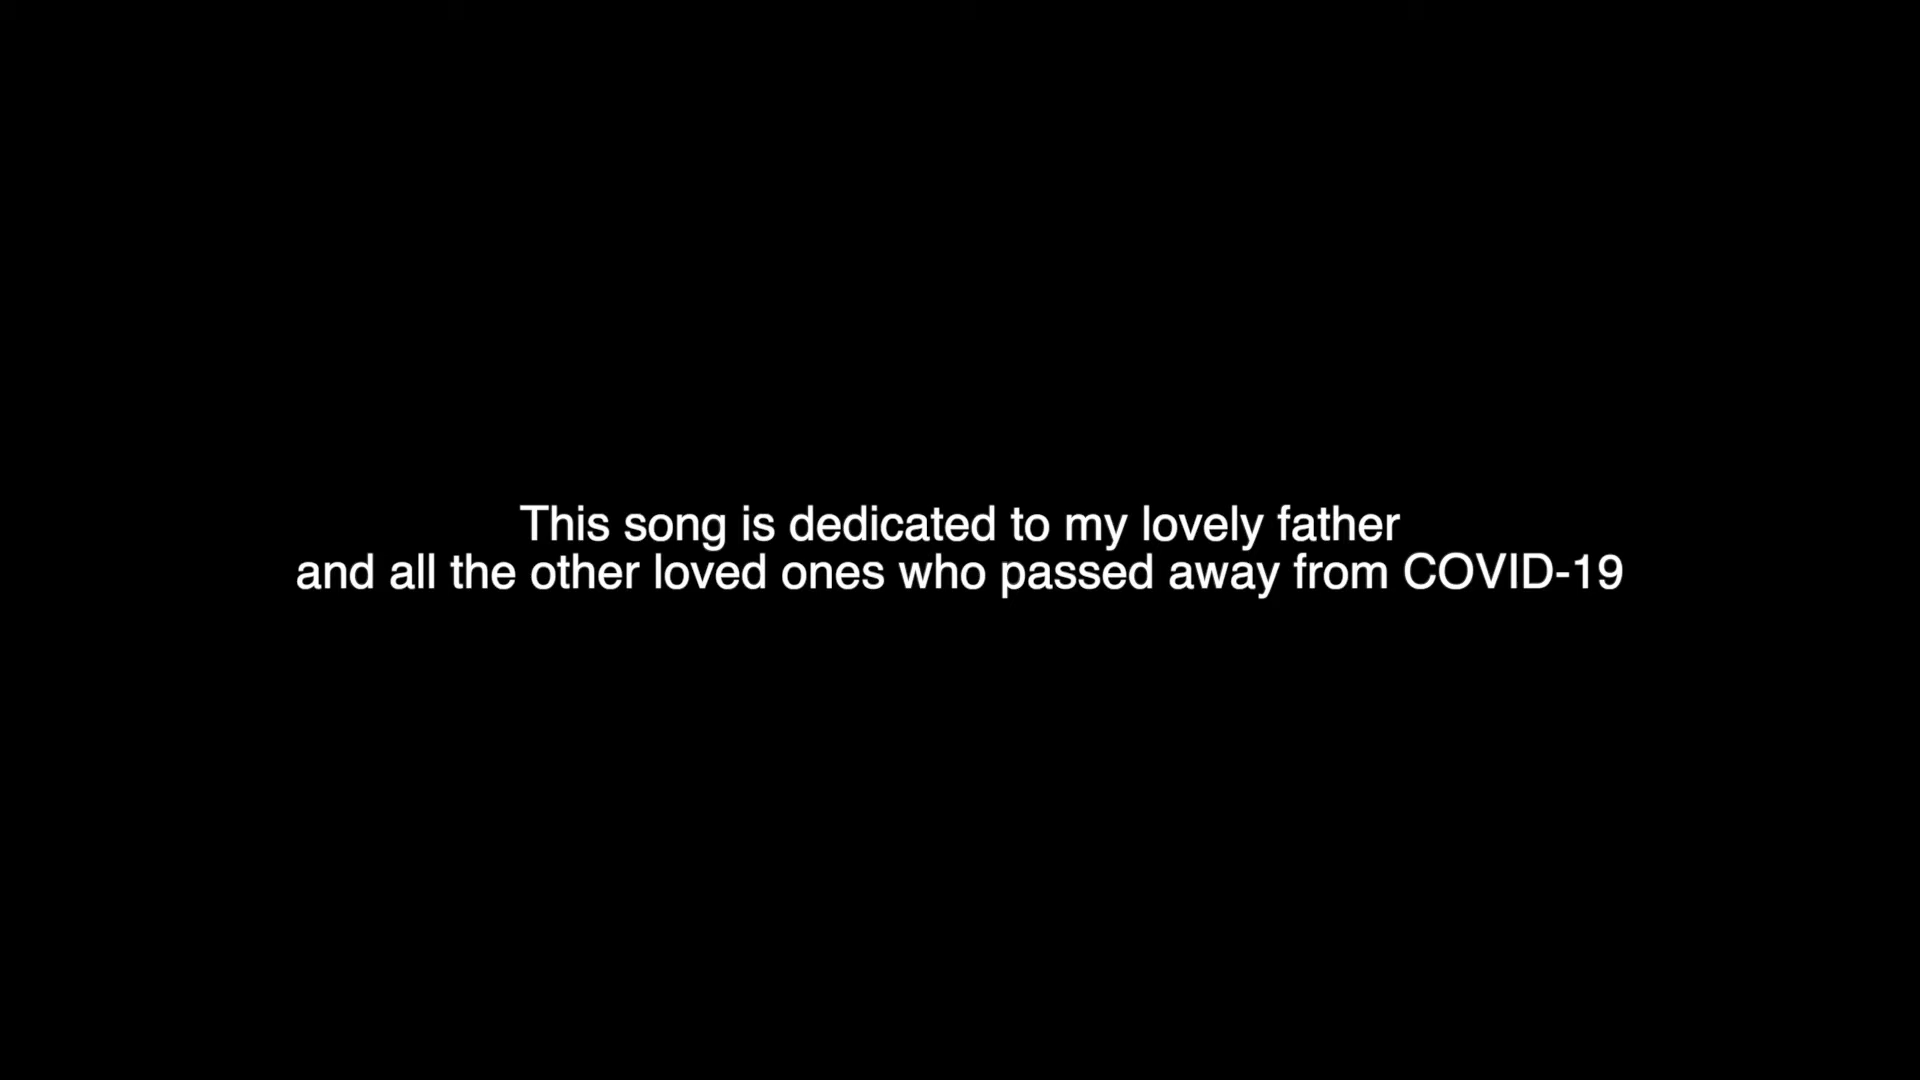 This song is dedicated to my lovely father
and all the other loved ones who passed away from COVID-19